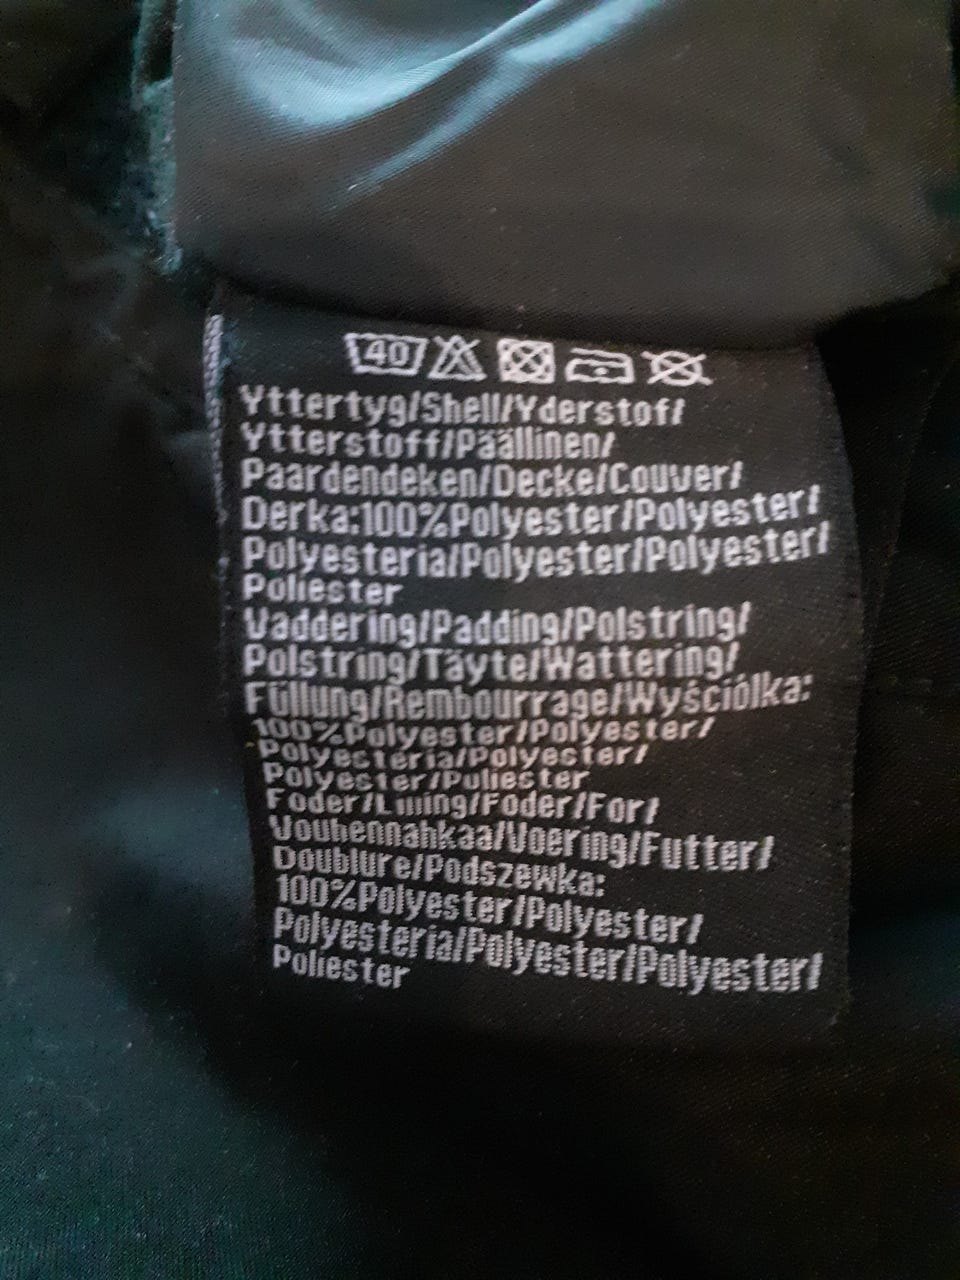 40
Yttertyg/Shell/Yderstof/
Ytterstoff/Päällinen/
Paardendeken/Decke/Couver/
Derka:100%Polyester/Polyester/
Polyesteria/Polyester/Polyester/
Poliester
Vaddering/Padding/Polstring/
Polstring/Täyte/Wattering/
Füllung/Rembourrage/Wyściólka:
100%Polyester/Polyester/
Polyesteria/Polyester/
Polyester/Poliester
Foder/Lining/Foder/For/
Vouhennahkaa/Voering/Futter/
Doublure/Podszewka:
100%Polyester/Polyester/
Polyesteria/Polyester/Polyester/
Poliester